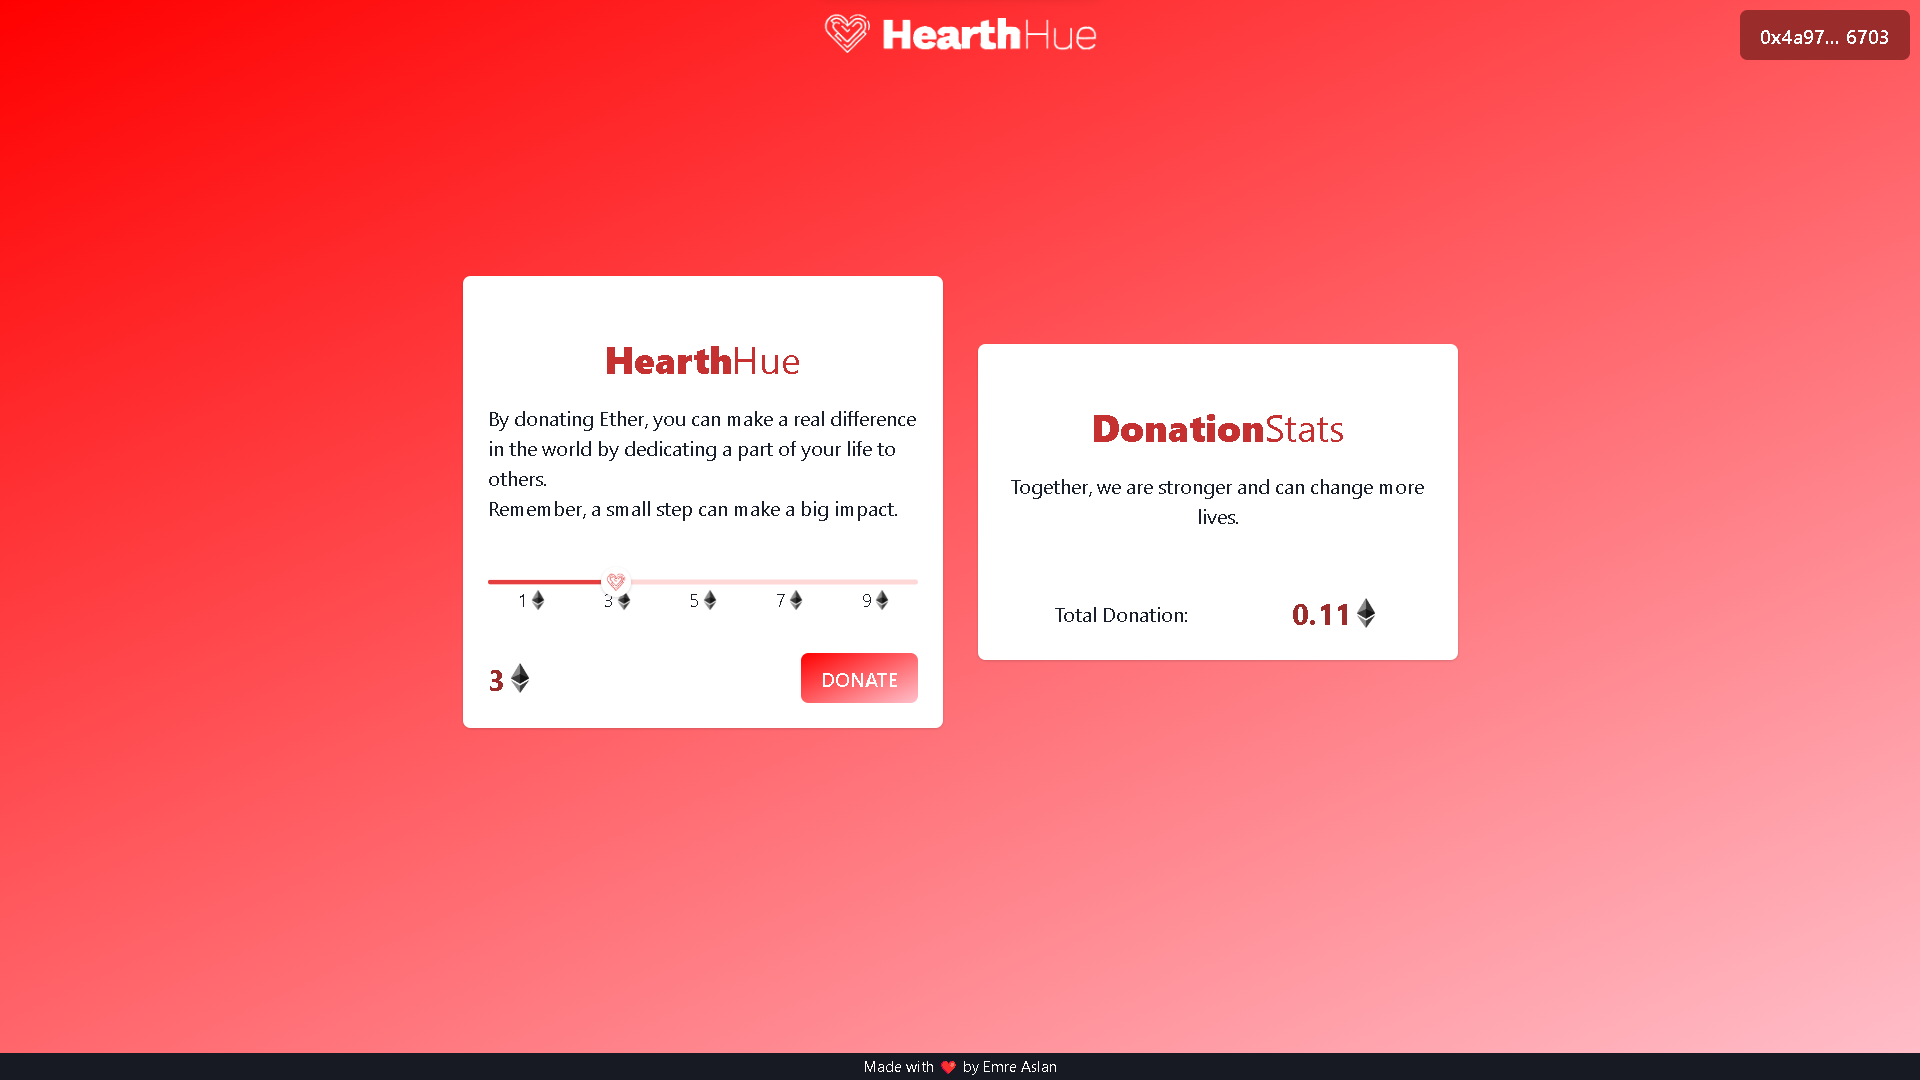 HearthHue
0x4a97... 6703
HearthHue
By donating Ether, you can make a real difference
in the world by dedicating a part of your life to
others.
Remember, a small step can make a big impact.
1 3 5 7 9
3
DONATE
DonationStats
Together, we are stronger and can change more
lives.
Total Donation: 0.11
Made with ❤️ by Emre Aslan